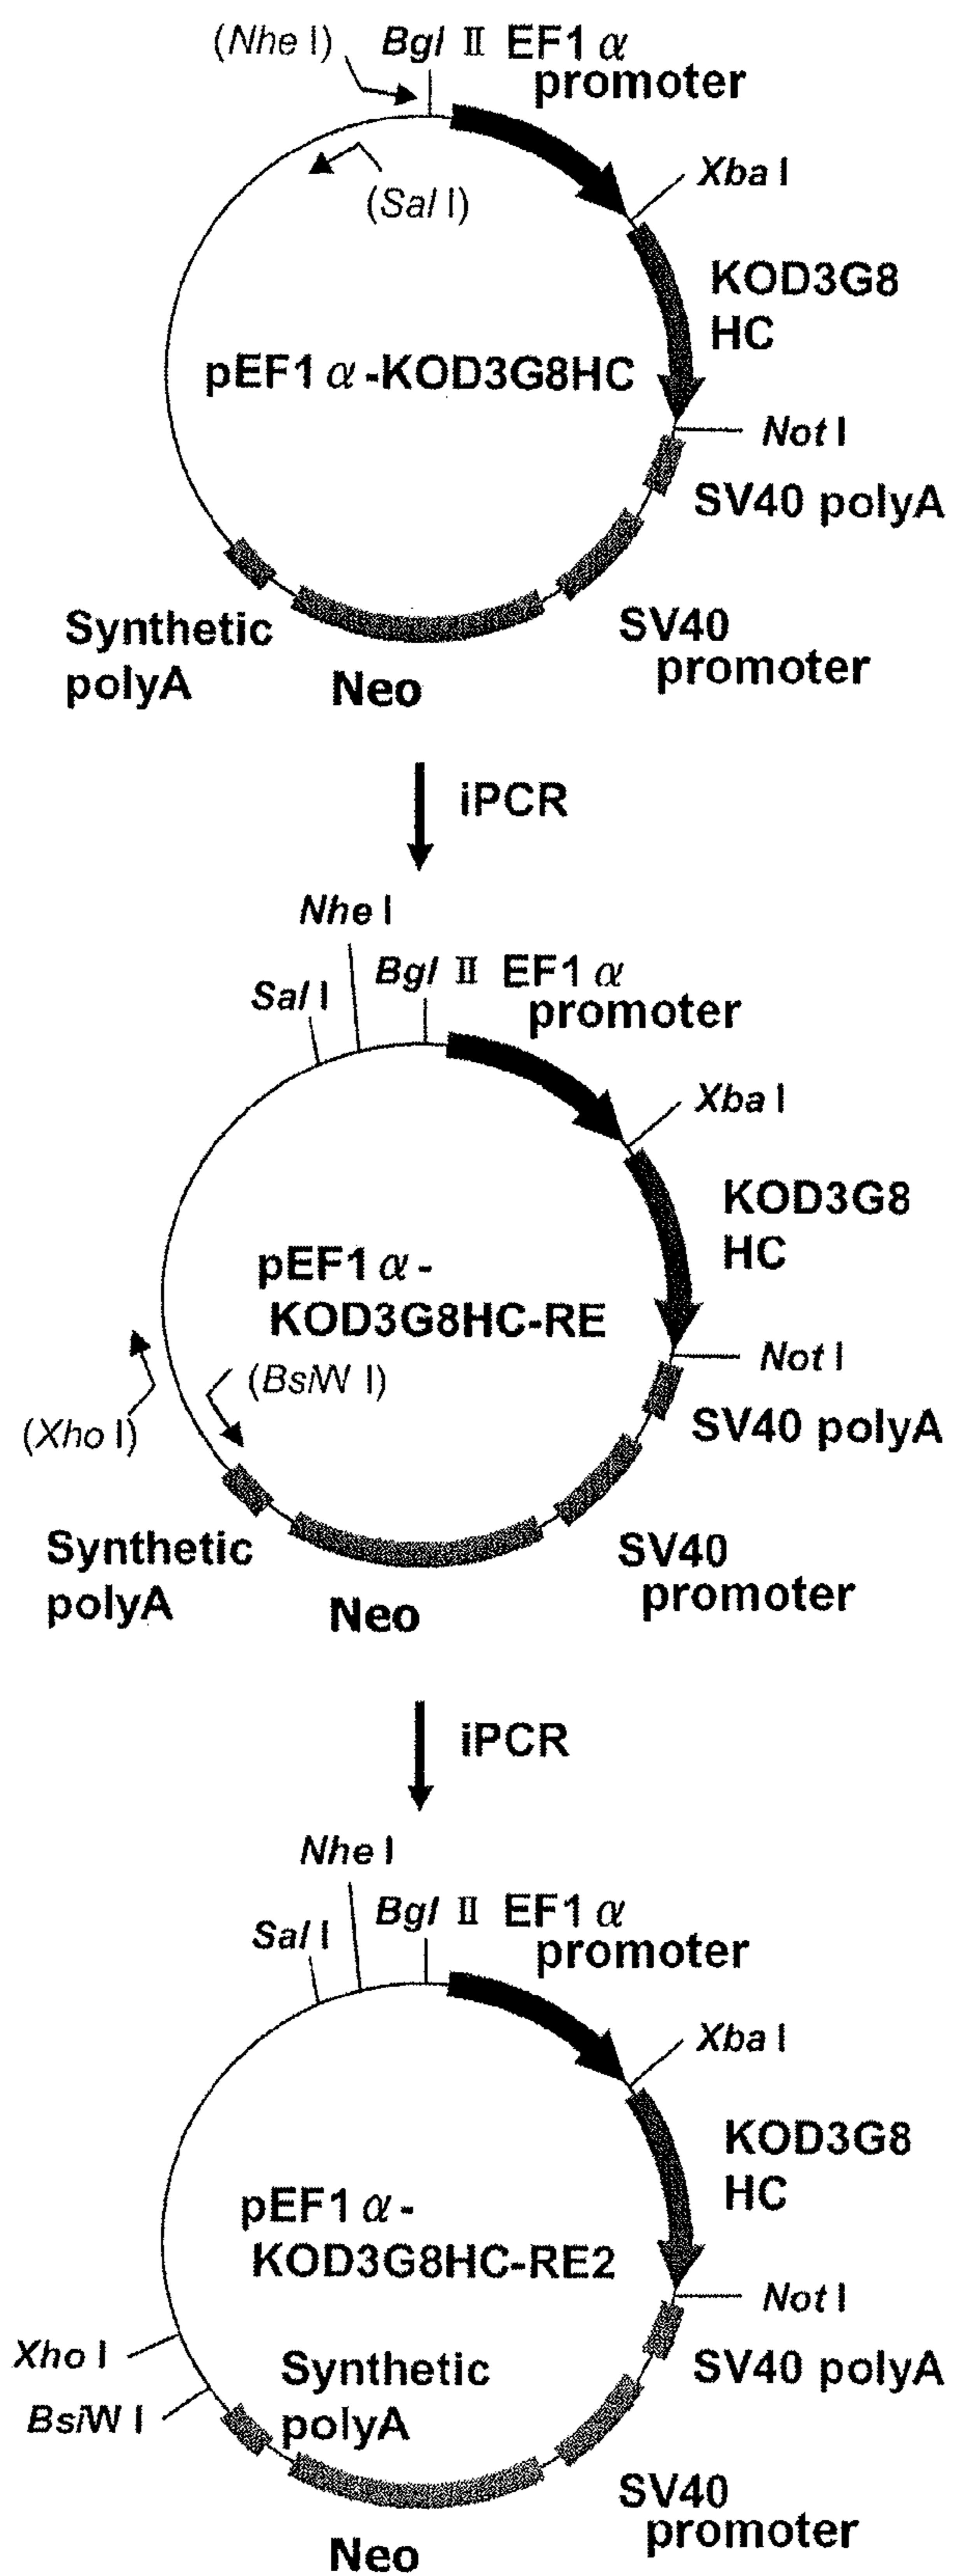 (Nhe I)
Bgl Ⅱ EF1α
promoter
Xba I
(Sal I)
KOD3G8
HC
pEF1α-KOD3G8HC
Not I
SV40 polyA
Synthetic
polyA
SV40
promoter
Neo
iPCR
Nhe I
Bgl Ⅱ EF1α
promoter
Sal I
Xba I
KOD3G8
HC
pEF1α-
KOD3G8HC-RE
Not I
(BsiW I)
(Xho I)
SV40 polyA
Synthetic
polyA
SV40
promoter
Neo
iPCR
Nhe I
Bgl Ⅱ EF1α
promoter
Sal I
Xba I
KOD3G8
HC
pEF1α-
KOD3G8HC-RE2
Not I
Xho I
Synthetic
polyA
SV40 polyA
BsiW I
SV40
promoter
Neo